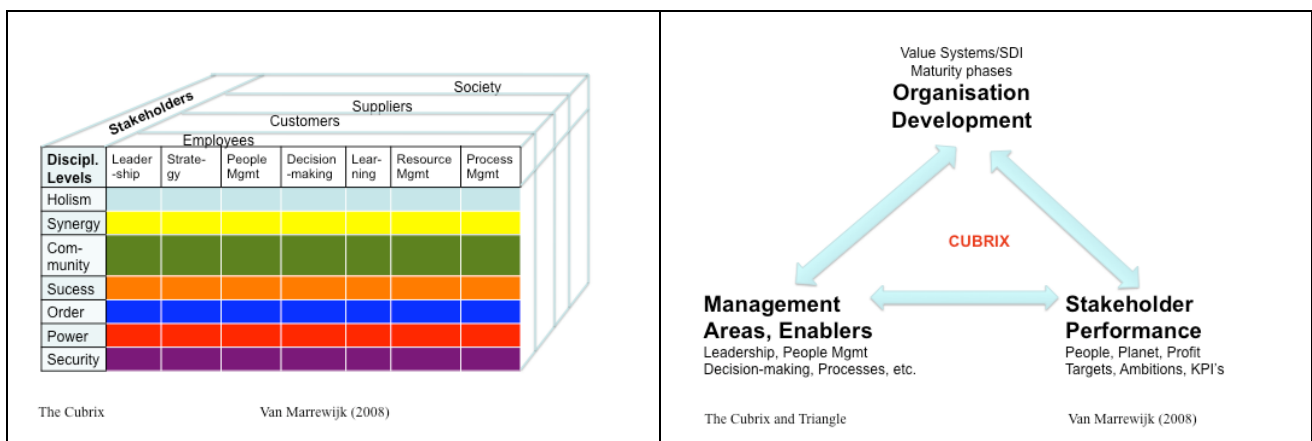 Society
Suppliers
Stakeholders
Customers
Employees
Discipl.
Levels
Leader
-ship
Strate-
gy
People
Mgmt
Decision
-making
Lear-
ning
Resource
Mgmt
Process
Mgmt
Holism
Synergy
Com-
munity
Sucess
Order
Power
Security
The Cubrix
Van Marrewijk (2008)
Value Systems/SDI
Maturity phases
Organisation
Development
CUBRIX
Management
Areas, Enablers
Leadership, People Mgmt
Decision-making, Processes, etc.
Stakeholder
Performance
People, Planet, Profit
Targets, Ambitions, KPI's
The Cubrix and Triangle
Van Marrewijk (2008)